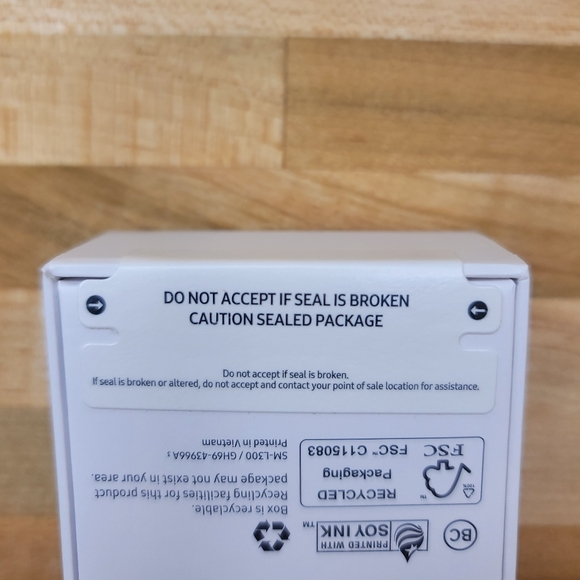 DO NOT ACCEPT IF SEAL IS BROKEN
CAUTION SEALED PACKAGE
Do not accept if seal is broken.
If seal is broken or altered, do not accept and contact your point of sale location for assistance.
BC
PRINTED WITH
SOY INK™
Box is recyclable.
Recycling facilities for this product
package may not exist in your area.
SM-L300 / GH69-43966A
Printed in Vietnam
100%
RECYCLED
Packaging
FSC
FSC™ C115083